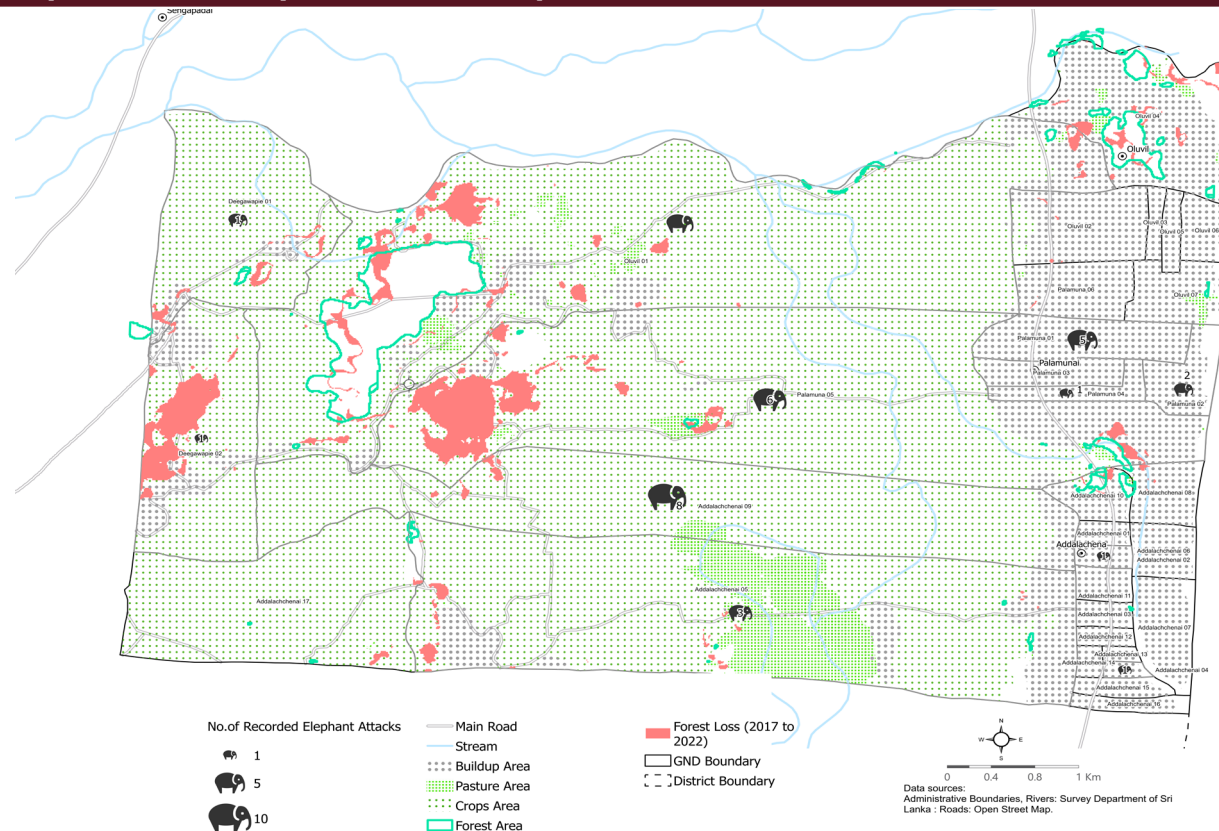 Sengapadai
Oluvil 04
Oluvil
Deegawapie 01
Oluvil 03
Oluvil 02
Oluvil 05
Oluvil 06
Oluvil 01
Palamuna 06
Oluvil 07
Palamuna 01
5
Palamunai
Palamuna 03
2
1
Palamuna 04
Palamuna 02
6
Palamuna 05
1
Deegawapie 02
8
Addalachchenai 09
Addalachchenai 10
Addalachchenai 08
Addalachchenai 01
Addalachena
1
Addalachchenai 06
Addalachchenai 02
Addalachchenai 05
Addalachchenai 17
3
Addalachchenai 11
Addalachchenai 03
Addalachchenai 07
Addalachchenai 12
Addalachchenai 13
Addalachchenai 14
1
Addalachchenai 04
Addalachchenai 15
Addalachchenai 16
No.of Recorded Elephant Attacks
1
5
10
Main Road
Stream
Buildup Area
Pasture Area
Crops Area
Forest Area
Forest Loss (2017 to
2022)
GND Boundary
District Boundary
N
W
E
S
0 0.4 0.8 1 Km
Data sources:
Administrative Boundaries, Rivers: Survey Department of Sri
Lanka : Roads: Open Street Map.